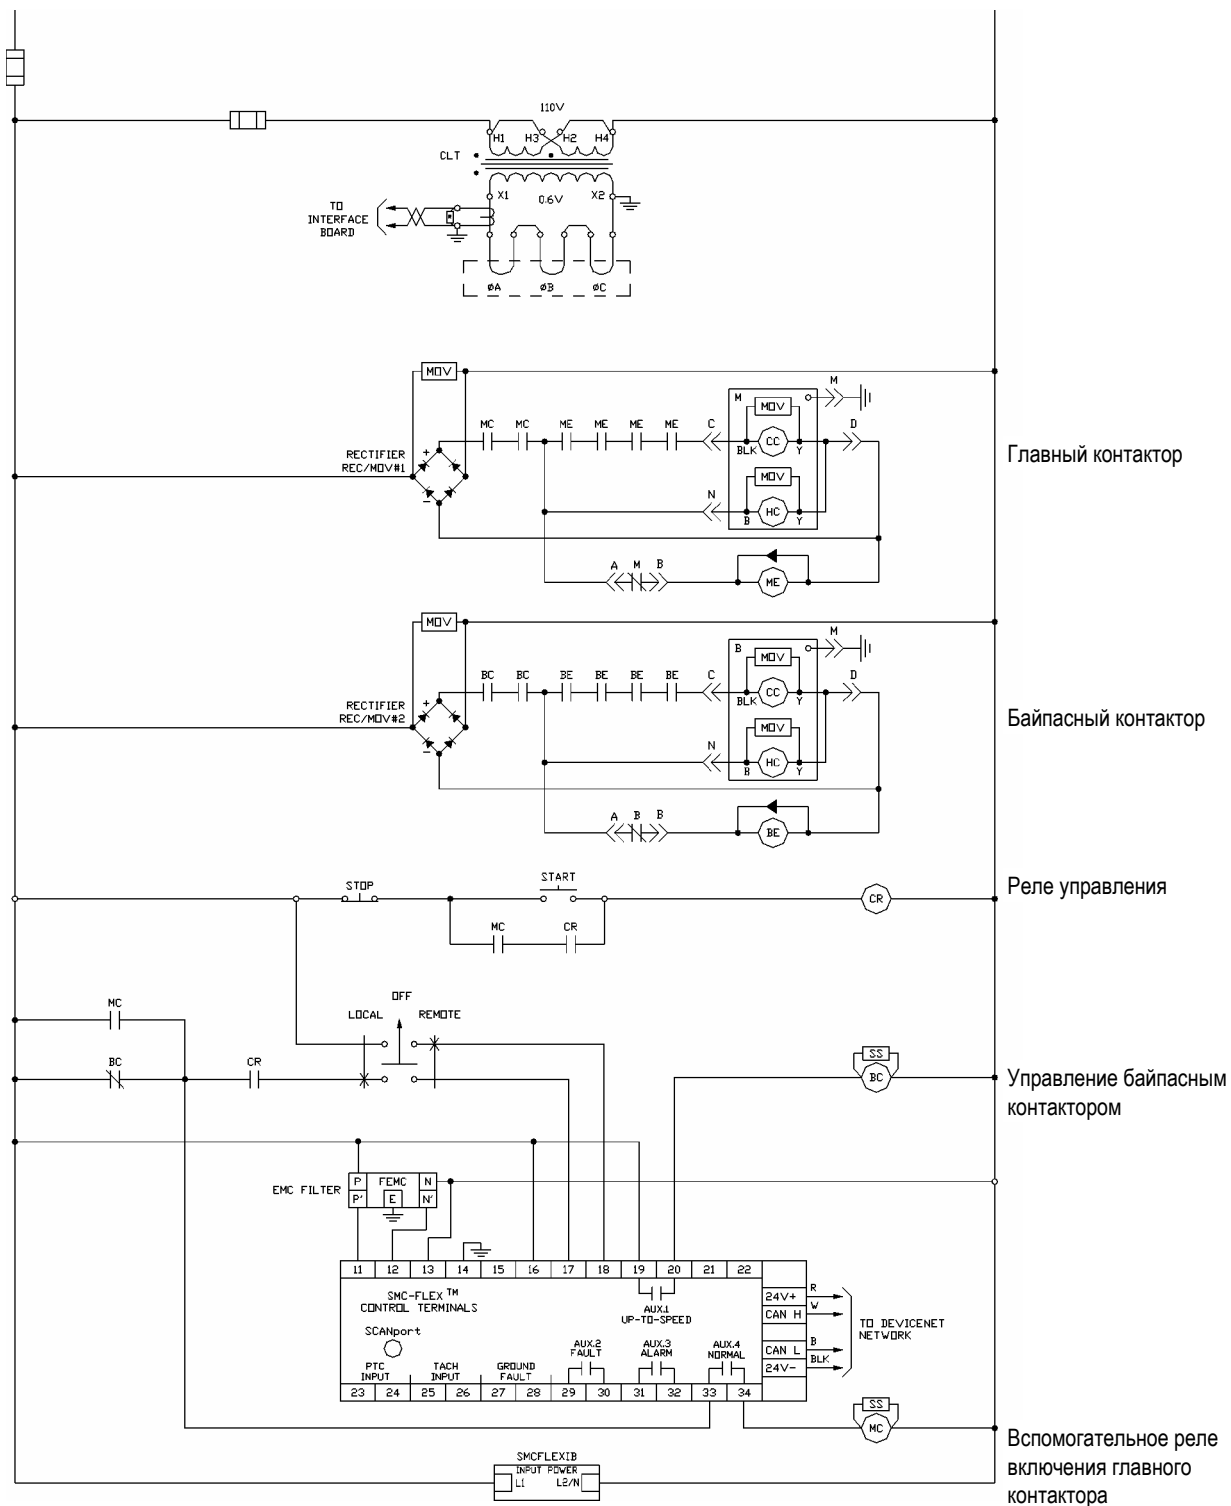 110V
H1 H3 H2 H4
CLT
X1 0.6V X2
TO
INTERFACE
BOARD
øA øB øC
MOV
M
M
MOV
MC MC ME ME ME ME C CC D
BLK Y
RECTIFIER
REC/MOV#1
+
-
MOV
N HC
B Y
A M B
ME
Главный контактор
MOV
M
B
MOV
BC BC BE BE BE BE C CC D
BLK Y
RECTIFIER
REC/MOV#2
+
-
MOV
N HC
B Y
A B B
BE
Байпасный контактор
STOP START CR
MC CR
Реле управления
OFF
LOCAL REMOTE
MC
BC CR
SS
BC
Управление байпасным
контактором
EMC FILTER
P FEMC N
P' E N'
11 12 13 14 15 16 17 18 19 20 21 22
SMC-FLEX™
CONTROL TERMINALS
AUX.1
UP-TO-SPEED
SCANport
PTC
INPUT
TACH
INPUT
GROUND
FAULT
AUX.2
FAULT
AUX.3
ALARM
AUX.4
NORMAL
23 24 25 26 27 28 29 30 31 32 33 34
24V+ R
CAN H W
CAN L B
24V- BLK
TO DEVICENET
NETWORK
SS
MC
Вспомогательное реле
включения главного
контактора
SMCFLEXIB
INPUT POWER
L1 L2/N